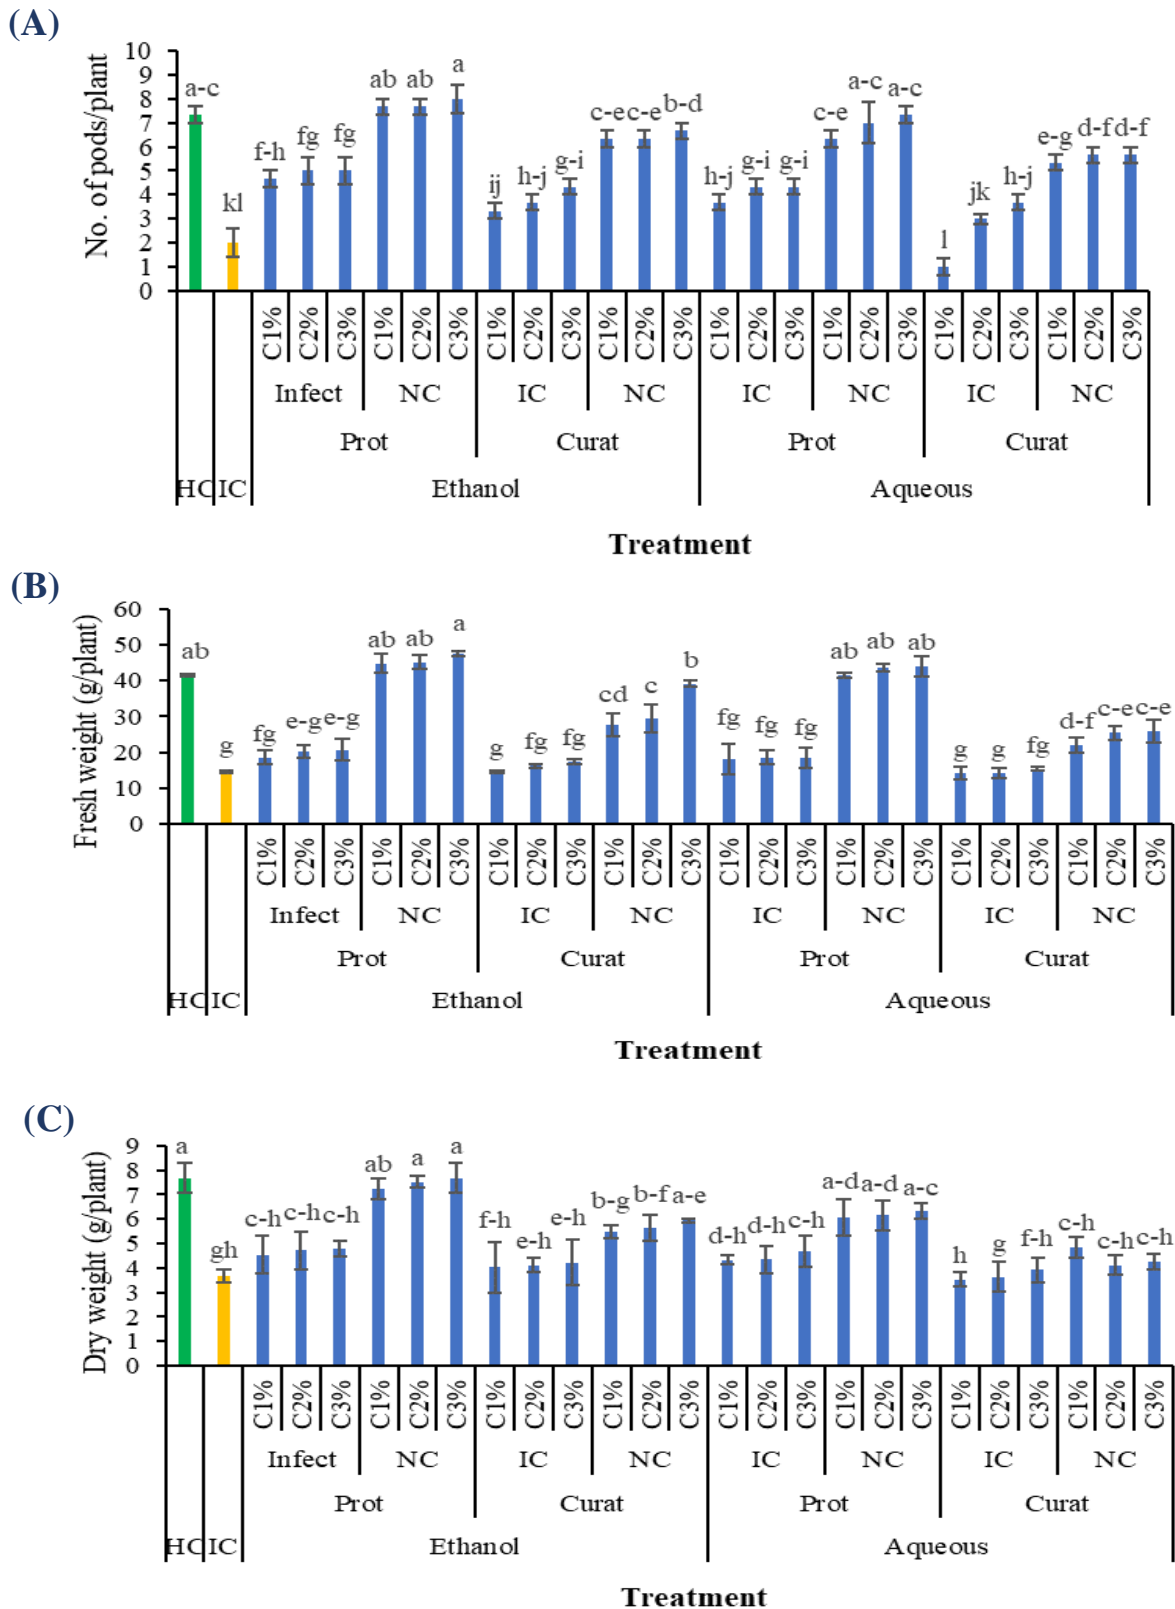 (A)
No. of pods/plant
10
9
8
7
6
5
4
3
2
1
0
a-c kl f-h fg fg ab ab a ij h-j g-i c-e c-e b-d h-j g-i g-i c-e a-c a-c l jk h-j e-g d-f d-f
C1% C2% C3% C1% C2% C3% C1% C2% C3% C1% C2% C3% C1% C2% C3% C1% C2% C3% C1% C2% C3% C1% C2% C3%
Infect NC IC NC IC NC IC NC
Prot Curat Prot Curat
HC IC Ethanol Aqueous
Treatment
(B)
Fresh weight (g/plant)
60
50
40
30
20
10
0
ab g fg e-g e-g ab ab a g fg fg cd c b fg fg fg ab ab ab g g fg d-f c-e c-e
C1% C2% C3% C1% C2% C3% C1% C2% C3% C1% C2% C3% C1% C2% C3% C1% C2% C3% C1% C2% C3% C1% C2% C3%
Infect NC IC NC IC NC IC NC
Prot Curat Prot Curat
HC IC Ethanol Aqueous
Treatment
(C)
Dry weight (g/plant)
9
8
7
6
5
4
3
2
1
0
a gh c-h c-h c-h ab a a f-h e-h e-h b-g b-f a-e d-h d-h c-h a-d a-d a-c h g f-h c-h c-h c-h
C1% C2% C3% C1% C2% C3% C1% C2% C3% C1% C2% C3% C1% C2% C3% C1% C2% C3% C1% C2% C3% C1% C2% C3%
Infect NC IC NC IC NC IC NC
Prot Curat Prot Curat
HC IC Ethanol Aqueous
Treatment